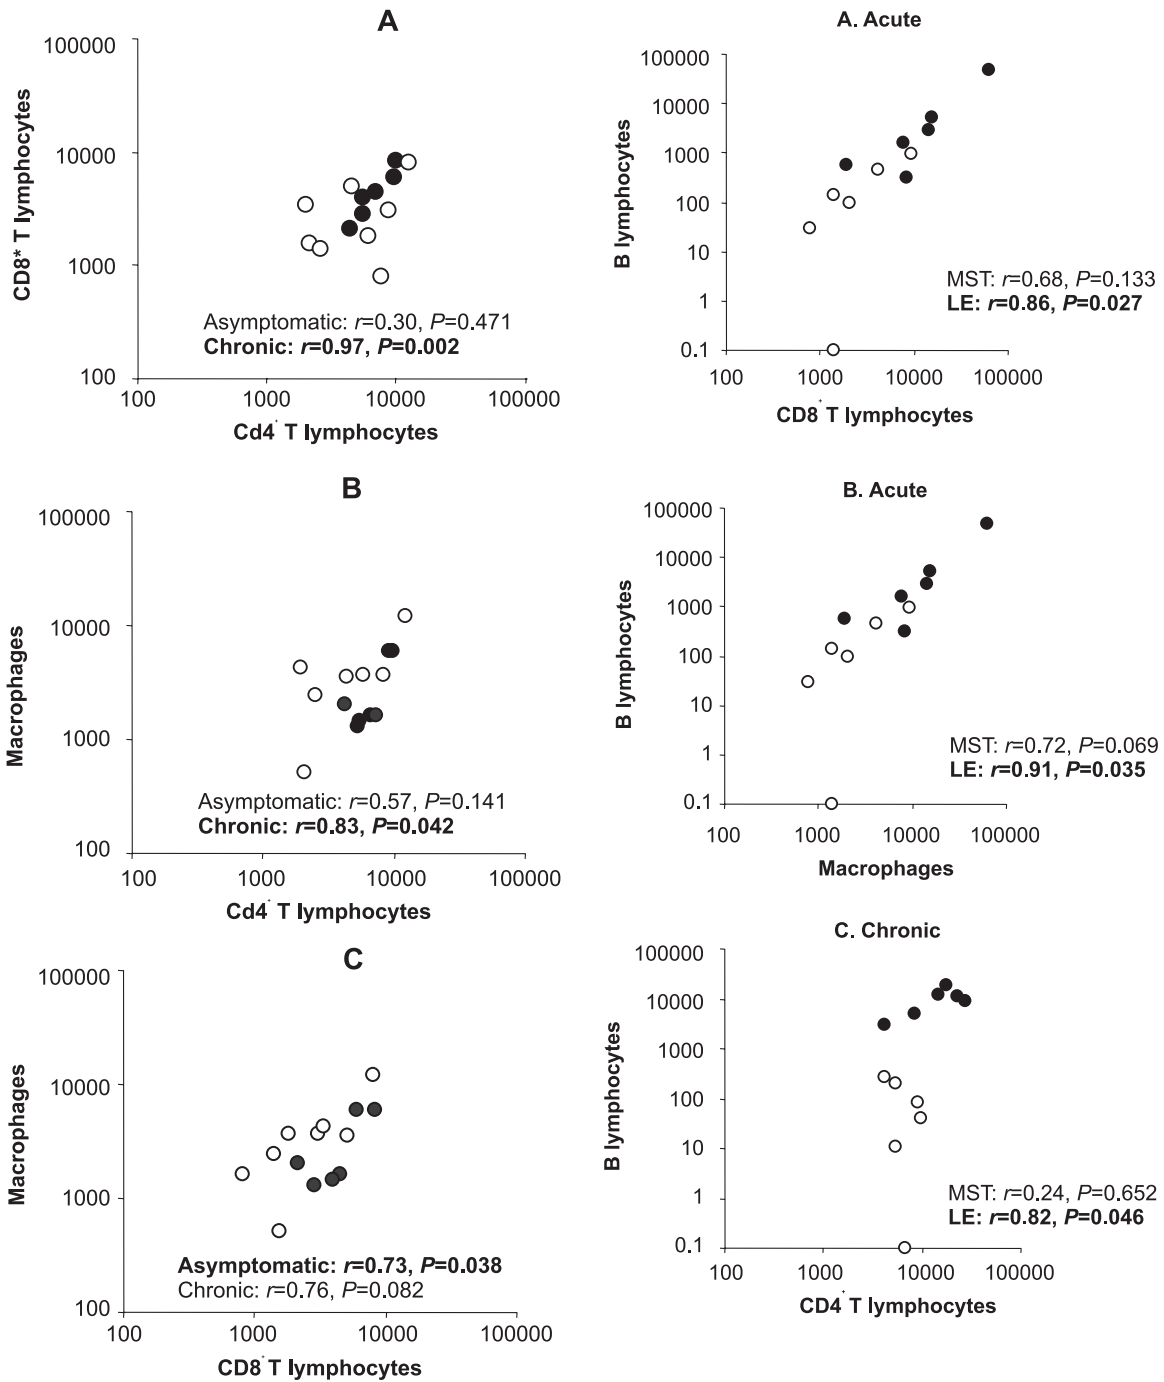 A
100000
10000
1000
100
CD8* T lymphocytes
Asymptomatic: r=0.30, P=0.471
Chronic: r=0.97, P=0.002
100 1000 10000 100000
Cd4+ T lymphocytes
A. Acute
100000
10000
1000
100
10
1
0.1
B lymphocytes
MST: r=0.68, P=0.133
LE: r=0.86, P=0.027
100 1000 10000 100000
CD8+ T lymphocytes
B
100000
10000
1000
100
Macrophages
Asymptomatic: r=0.57, P=0.141
Chronic: r=0.83, P=0.042
100 1000 10000 100000
Cd4+ T lymphocytes
B. Acute
100000
10000
1000
100
10
1
0.1
B lymphocytes
MST: r=0.72, P=0.069
LE: r=0.91, P=0.035
100 1000 10000 100000
Macrophages
C
100000
10000
1000
100
Macrophages
Asymptomatic: r=0.73, P=0.038
Chronic: r=0.76, P=0.082
100 1000 10000 100000
CD8+ T lymphocytes
C. Chronic
100000
10000
1000
100
10
1
0.1
B lymphocytes
MST: r=0.24, P=0.652
LE: r=0.82, P=0.046
100 1000 10000 100000
CD4+ T lymphocytes